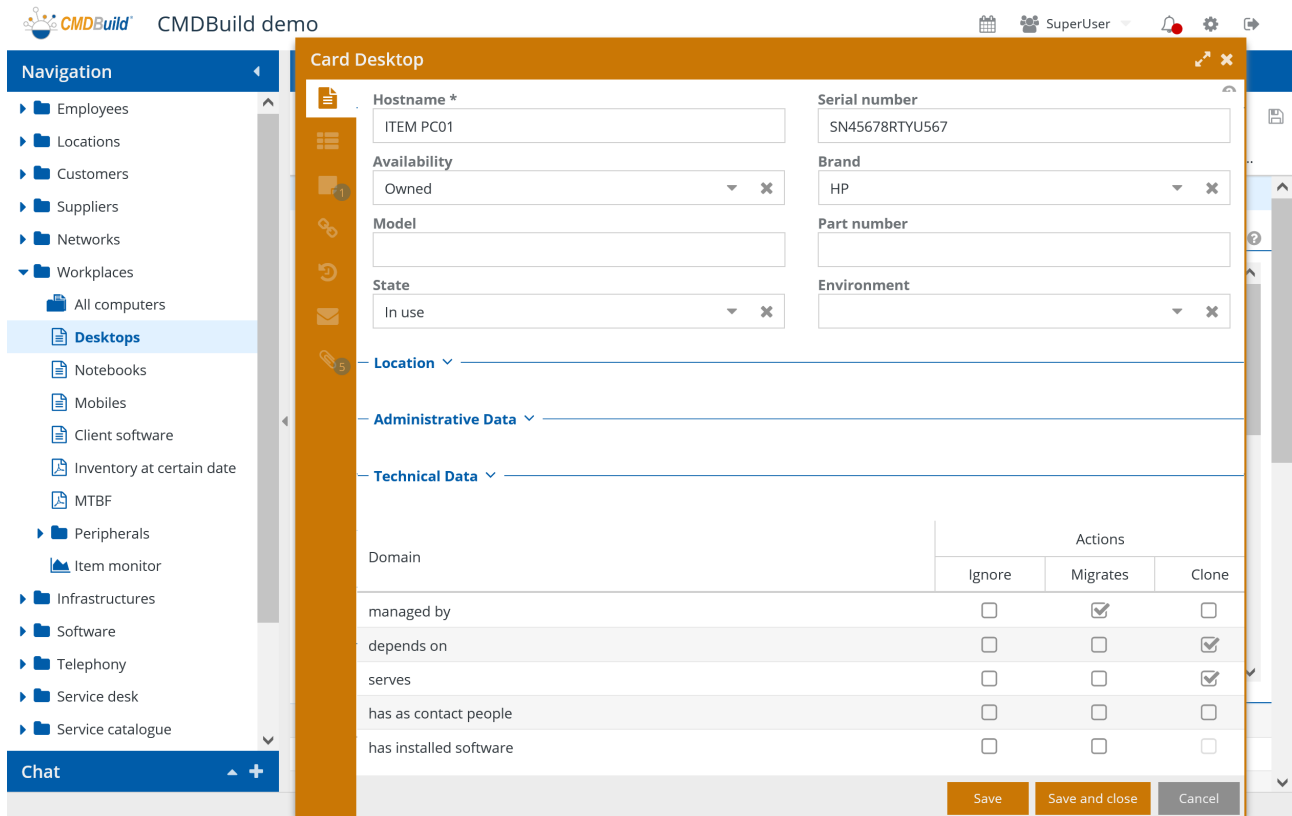 CMDBuild CMDBuild demo SuperUser
Navigation
Employees
Locations
Customers
Suppliers
Networks
Workplaces
All computers
Desktops
Notebooks
Mobiles
Client software
Inventory at certain date
MTBF
Peripherals
Item monitor
Infrastructures
Software
Telephony
Service desk
Service catalogue
Chat
Card Desktop
1
5
Hostname * Serial number
ITEM PC01 SN45678RTYU567
Availability Brand
Owned HP
Model Part number
State Environment
In use
Location
Administrative Data
Technical Data
Domain Actions
Ignore Migrates Clone
managed by
depends on
serves
has as contact people
has installed software
Save Save and close Cancel